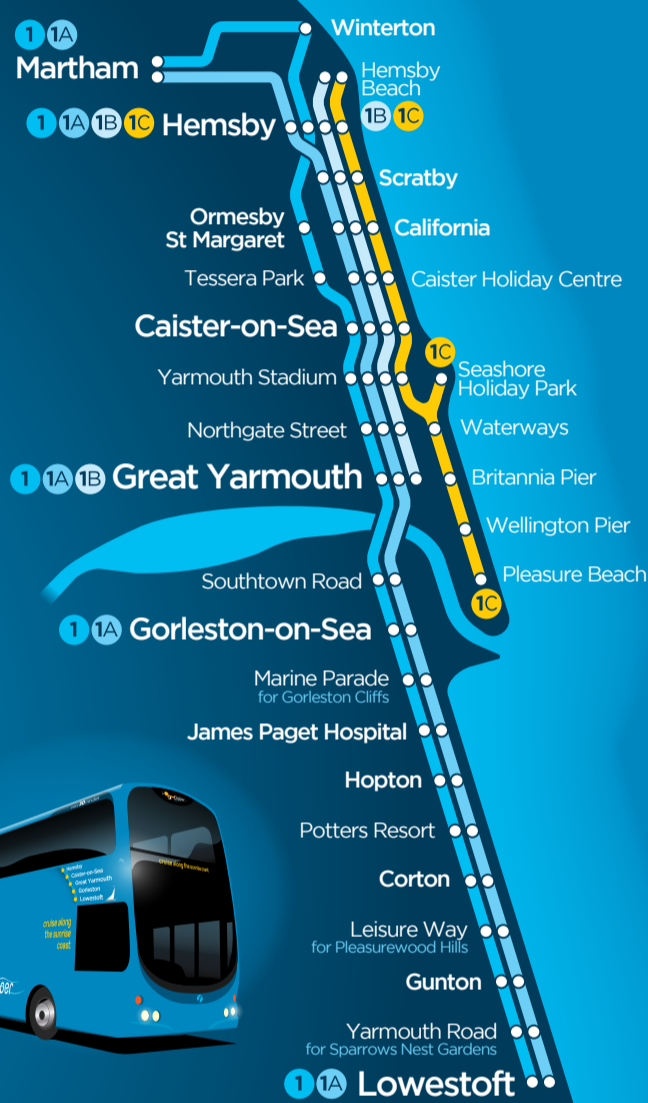 1 1A
Winterton
Martham
Hemsby
Beach
1B 1C
1 1A 1B 1C Hemsby
Scratby
Ormesby
St Margaret
California
Tessera Park
Caister Holiday Centre
Caister-on-Sea
1C
Yarmouth Stadium
Seashore
Holiday Park
Northgate Street
Waterways
1 1A 1B Great Yarmouth
Britannia Pier
Wellington Pier
Southtown Road
Pleasure Beach
1C
1 1A Gorleston-on-Sea
Marine Parade
for Gorleston Cliffs
James Paget Hospital
Hopton
Potters Resort
Corton
Leisure Way
for Pleasurewood Hills
Gunton
Yarmouth Road
for Sparrows Nest Gardens
1 1A Lowestoft
Hemsby
Caister-on-Sea
Great Yarmouth
Gorleston
Lowestoft
cruise along
the sunrise
coast